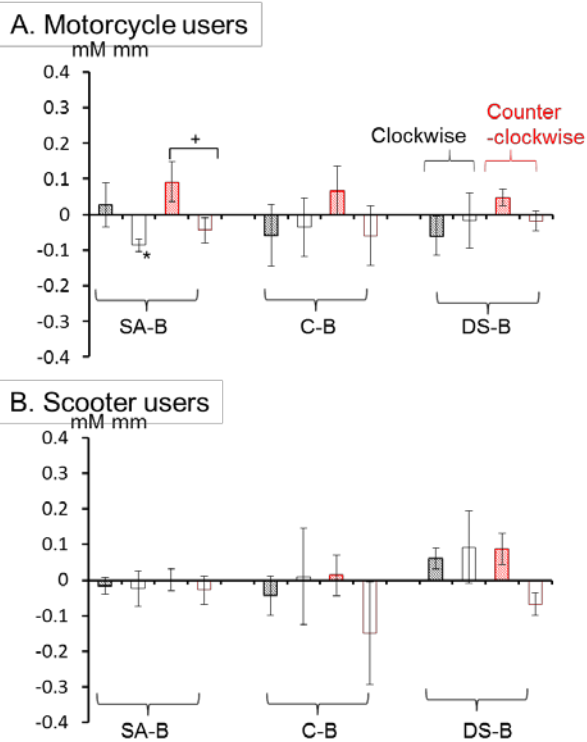 A. Motorcycle users
mM mm
0.4
0.3
0.2
0.1
0
-0.1
-0.2
-0.3
-0.4
+
*
Clockwise
Counter
-clockwise
SA-B C-B DS-B
B. Scooter users
mM mm
0.4
0.3
0.2
0.1
0
-0.1
-0.2
-0.3
-0.4
SA-B C-B DS-B